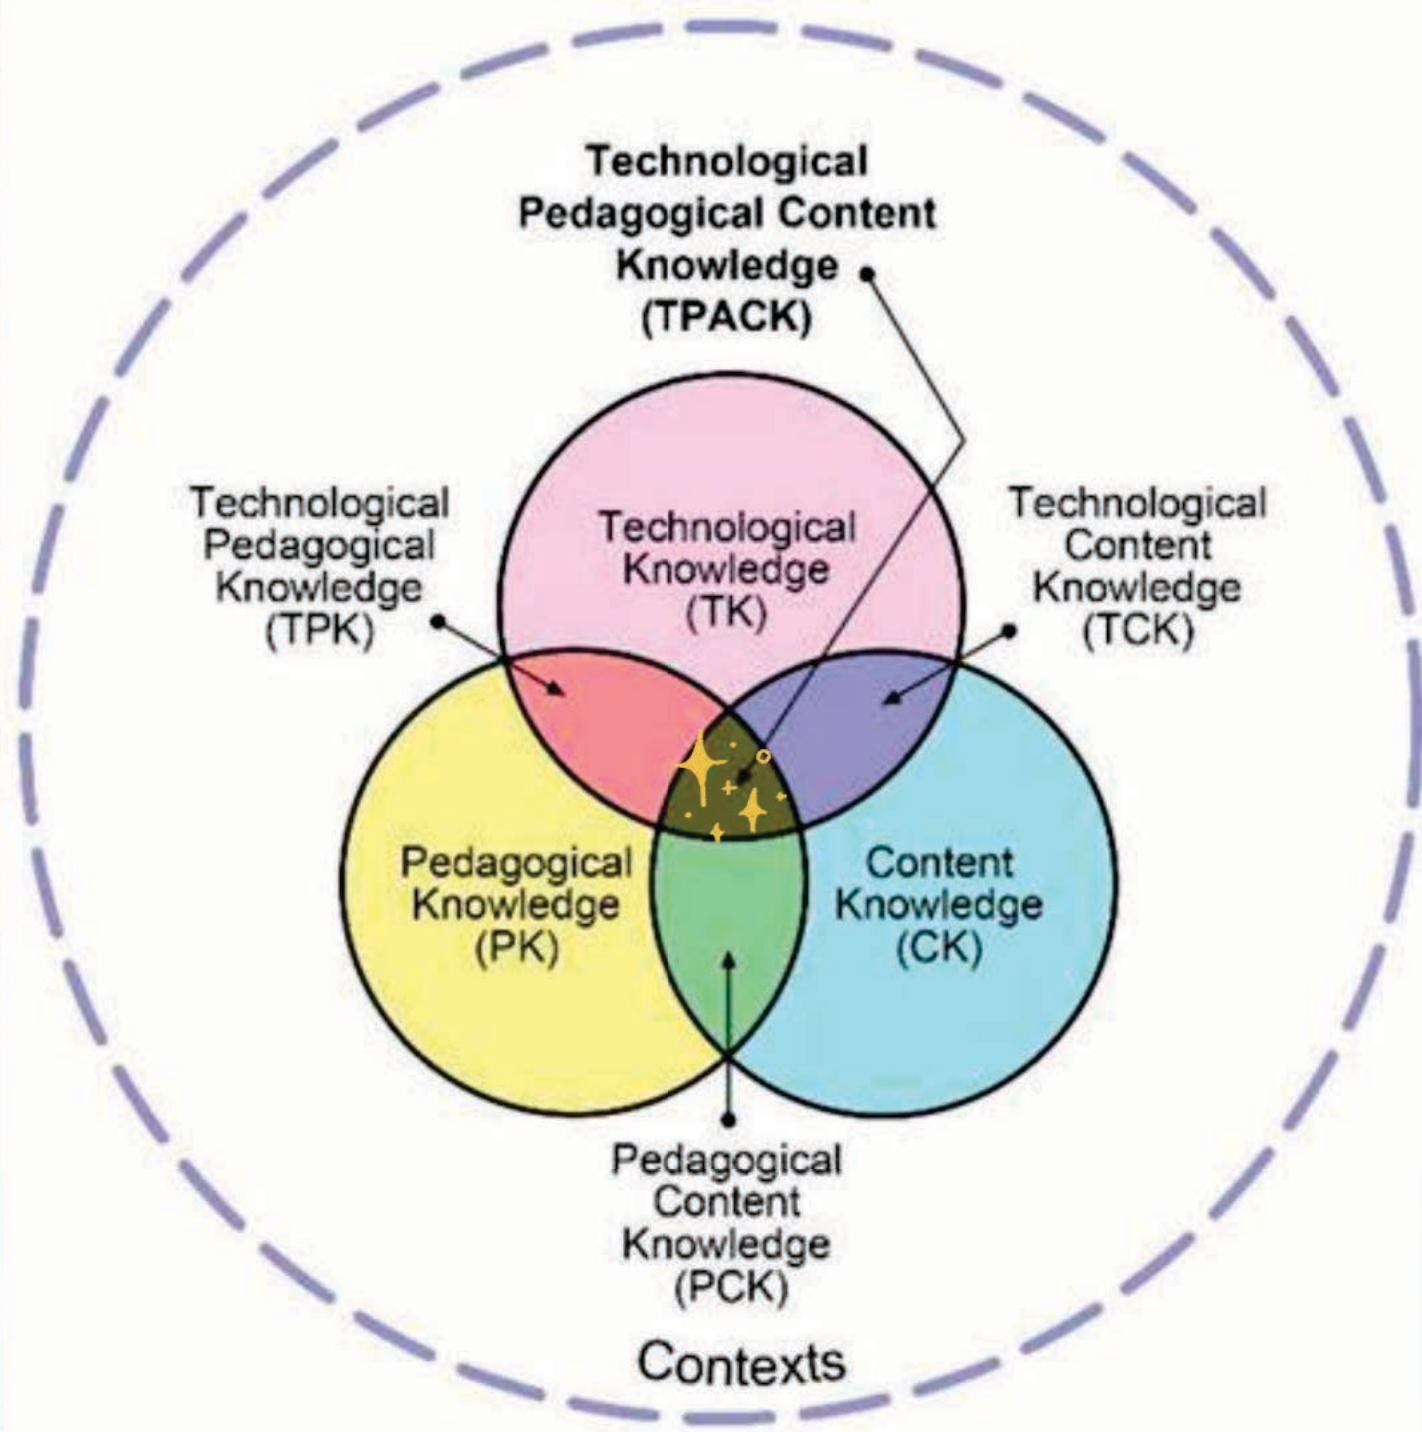 Technological
Pedagogical Content
Knowledge
(TPACK)
Technological
Pedagogical
Knowledge
(TPK)
Technological
Knowledge
(TK)
Technological
Content
Knowledge
(TCK)
Pedagogical
Knowledge
(PK)
Content
Knowledge
(CK)
Pedagogical
Content
Knowledge
(PCK)
Contexts